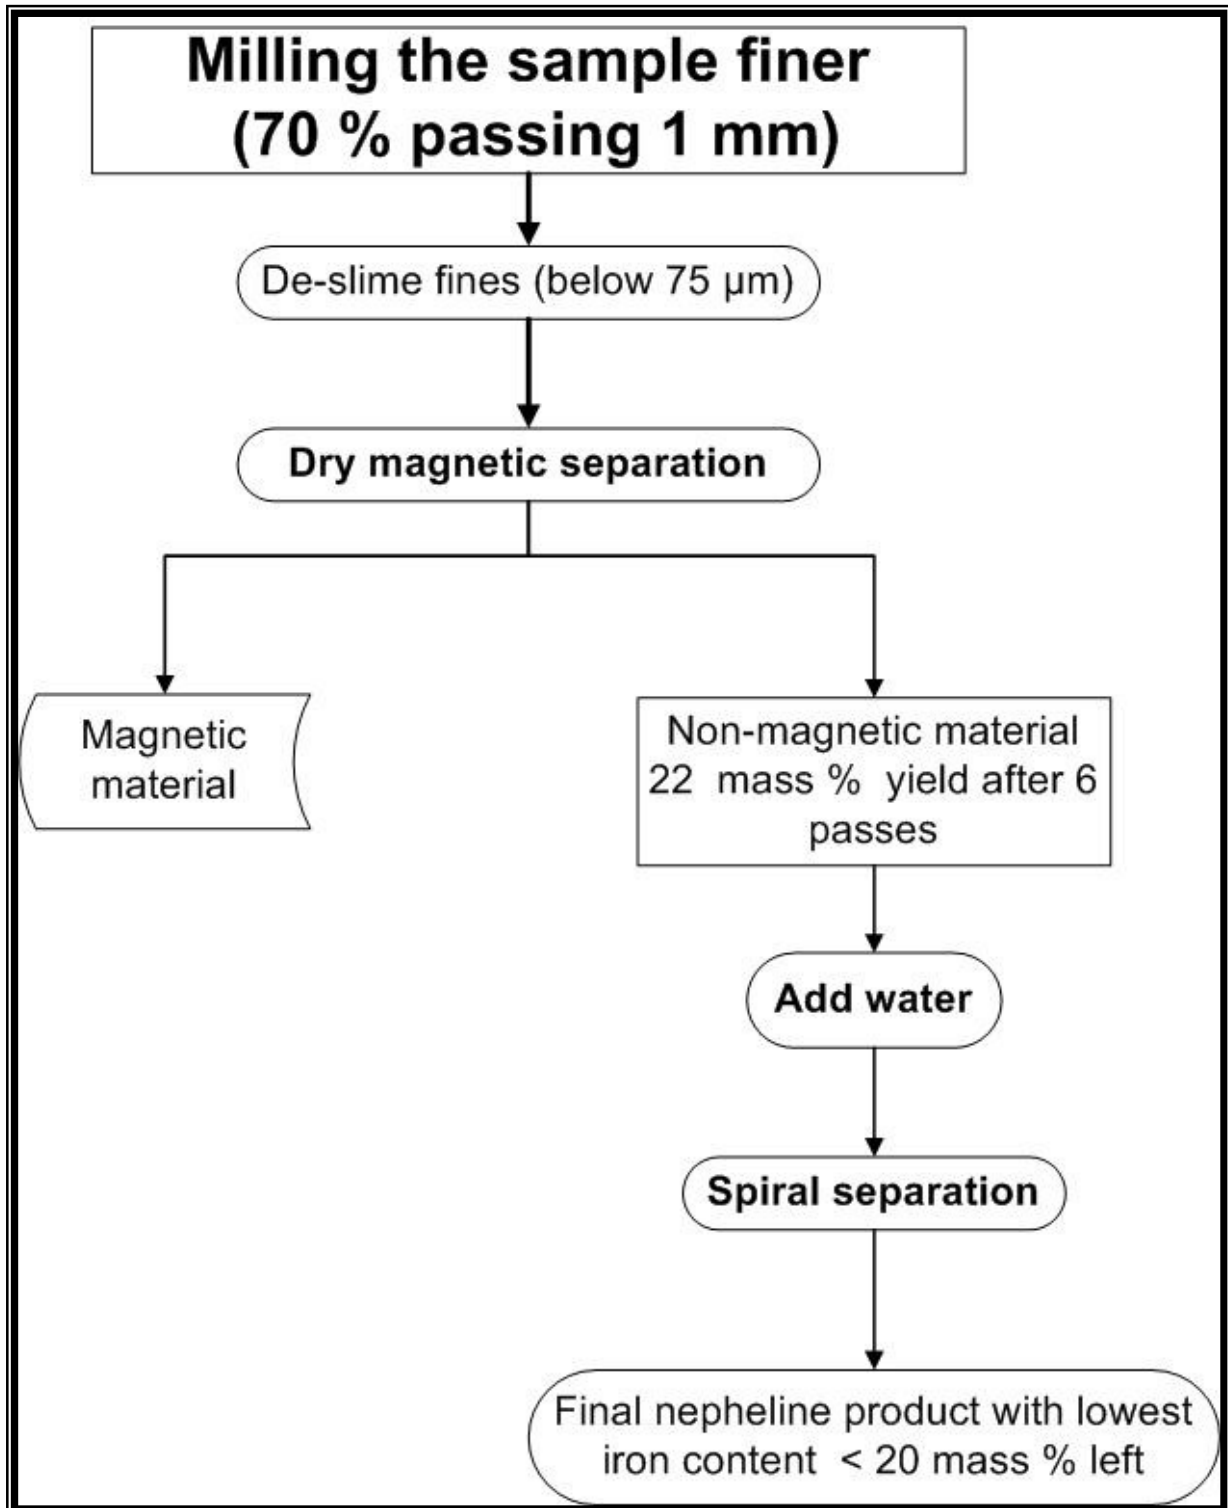 Milling the sample finer
(70 % passing 1 mm)
De-slime fines (below 75 µm)
Dry magnetic separation
Magnetic
material
Non-magnetic material
22 mass % yield after 6
passes
Add water
Spiral separation
Final nepheline product with lowest
iron content < 20 mass % left